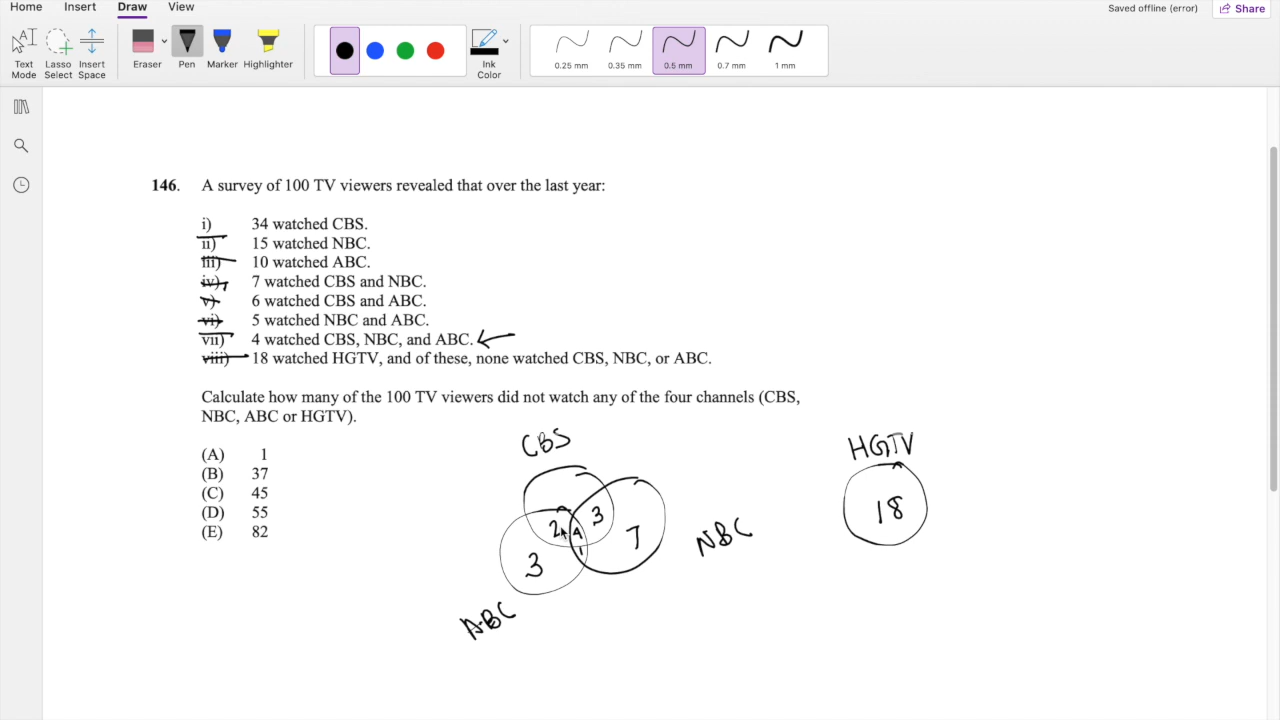 Home Insert Draw View Saved offline (error) Share
Text Mode Lasso Select Insert Space Eraser Pen Marker Highlighter 0.25 mm 0.35 mm 0.5 mm 0.7 mm 1 mm Ink Color
146. A survey of 100 TV viewers revealed that over the last year:
i) 34 watched CBS.
ii) 15 watched NBC.
iii) 10 watched ABC.
iv) 7 watched CBS and NBC.
v) 6 watched CBS and ABC.
vi) 5 watched NBC and ABC.
vii) 4 watched CBS, NBC, and ABC.
viii) 18 watched HGTV, and of these, none watched CBS, NBC, or ABC.
Calculate how many of the 100 TV viewers did not watch any of the four channels (CBS,
NBC, ABC or HGTV).
(A) 1
(B) 37
(C) 45
(D) 55
(E) 82
CBS
HGTV
2 4 3
1
7
3
18
NBC
ABC